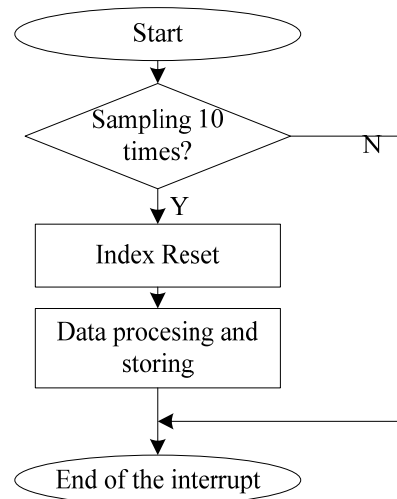 Start
Sampling 10
times?
N
Y
Index Reset
Data procesing and
storing
End of the interrupt